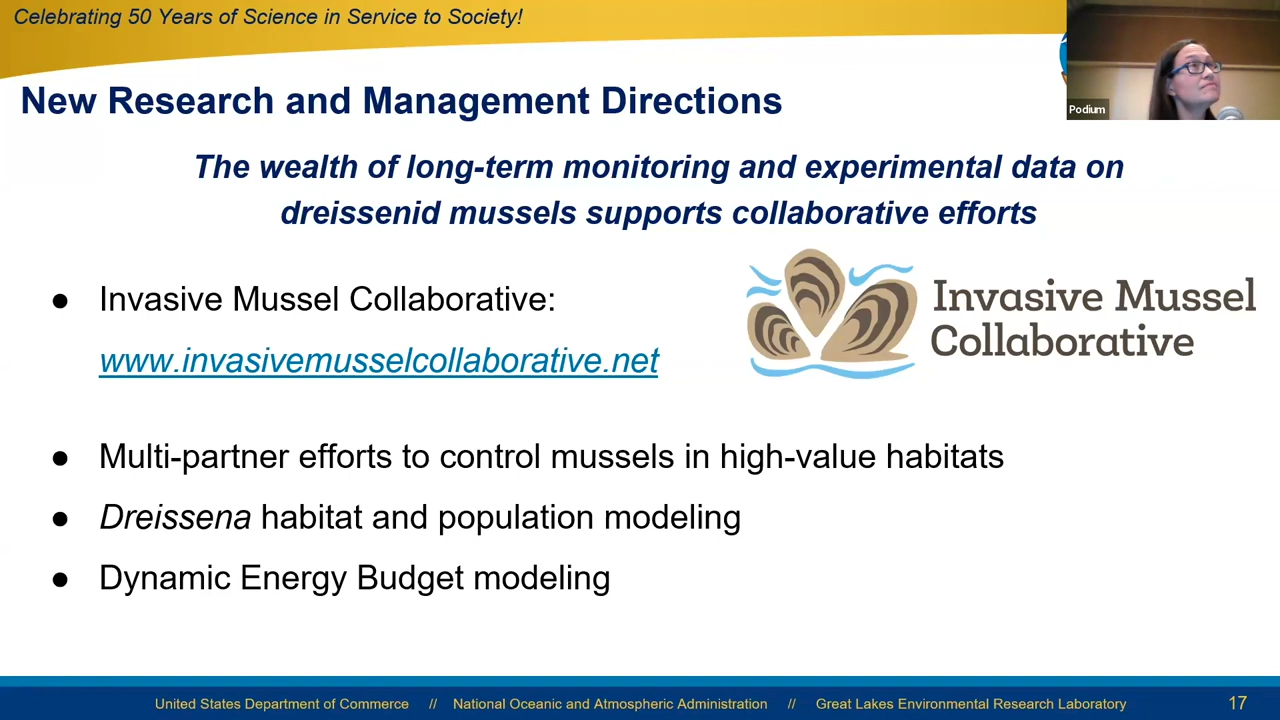 Celebrating 50 Years of Science in Service to Society!
Podium
New Research and Management Directions
The wealth of long-term monitoring and experimental data on
dreissenid mussels supports collaborative efforts
● Invasive Mussel Collaborative:
www.invasivemusselcollaborative.net
Invasive Mussel
Collaborative
● Multi-partner efforts to control mussels in high-value habitats
● Dreissena habitat and population modeling
● Dynamic Energy Budget modeling
United States Department of Commerce // National Oceanic and Atmospheric Administration // Great Lakes Environmental Research Laboratory 17